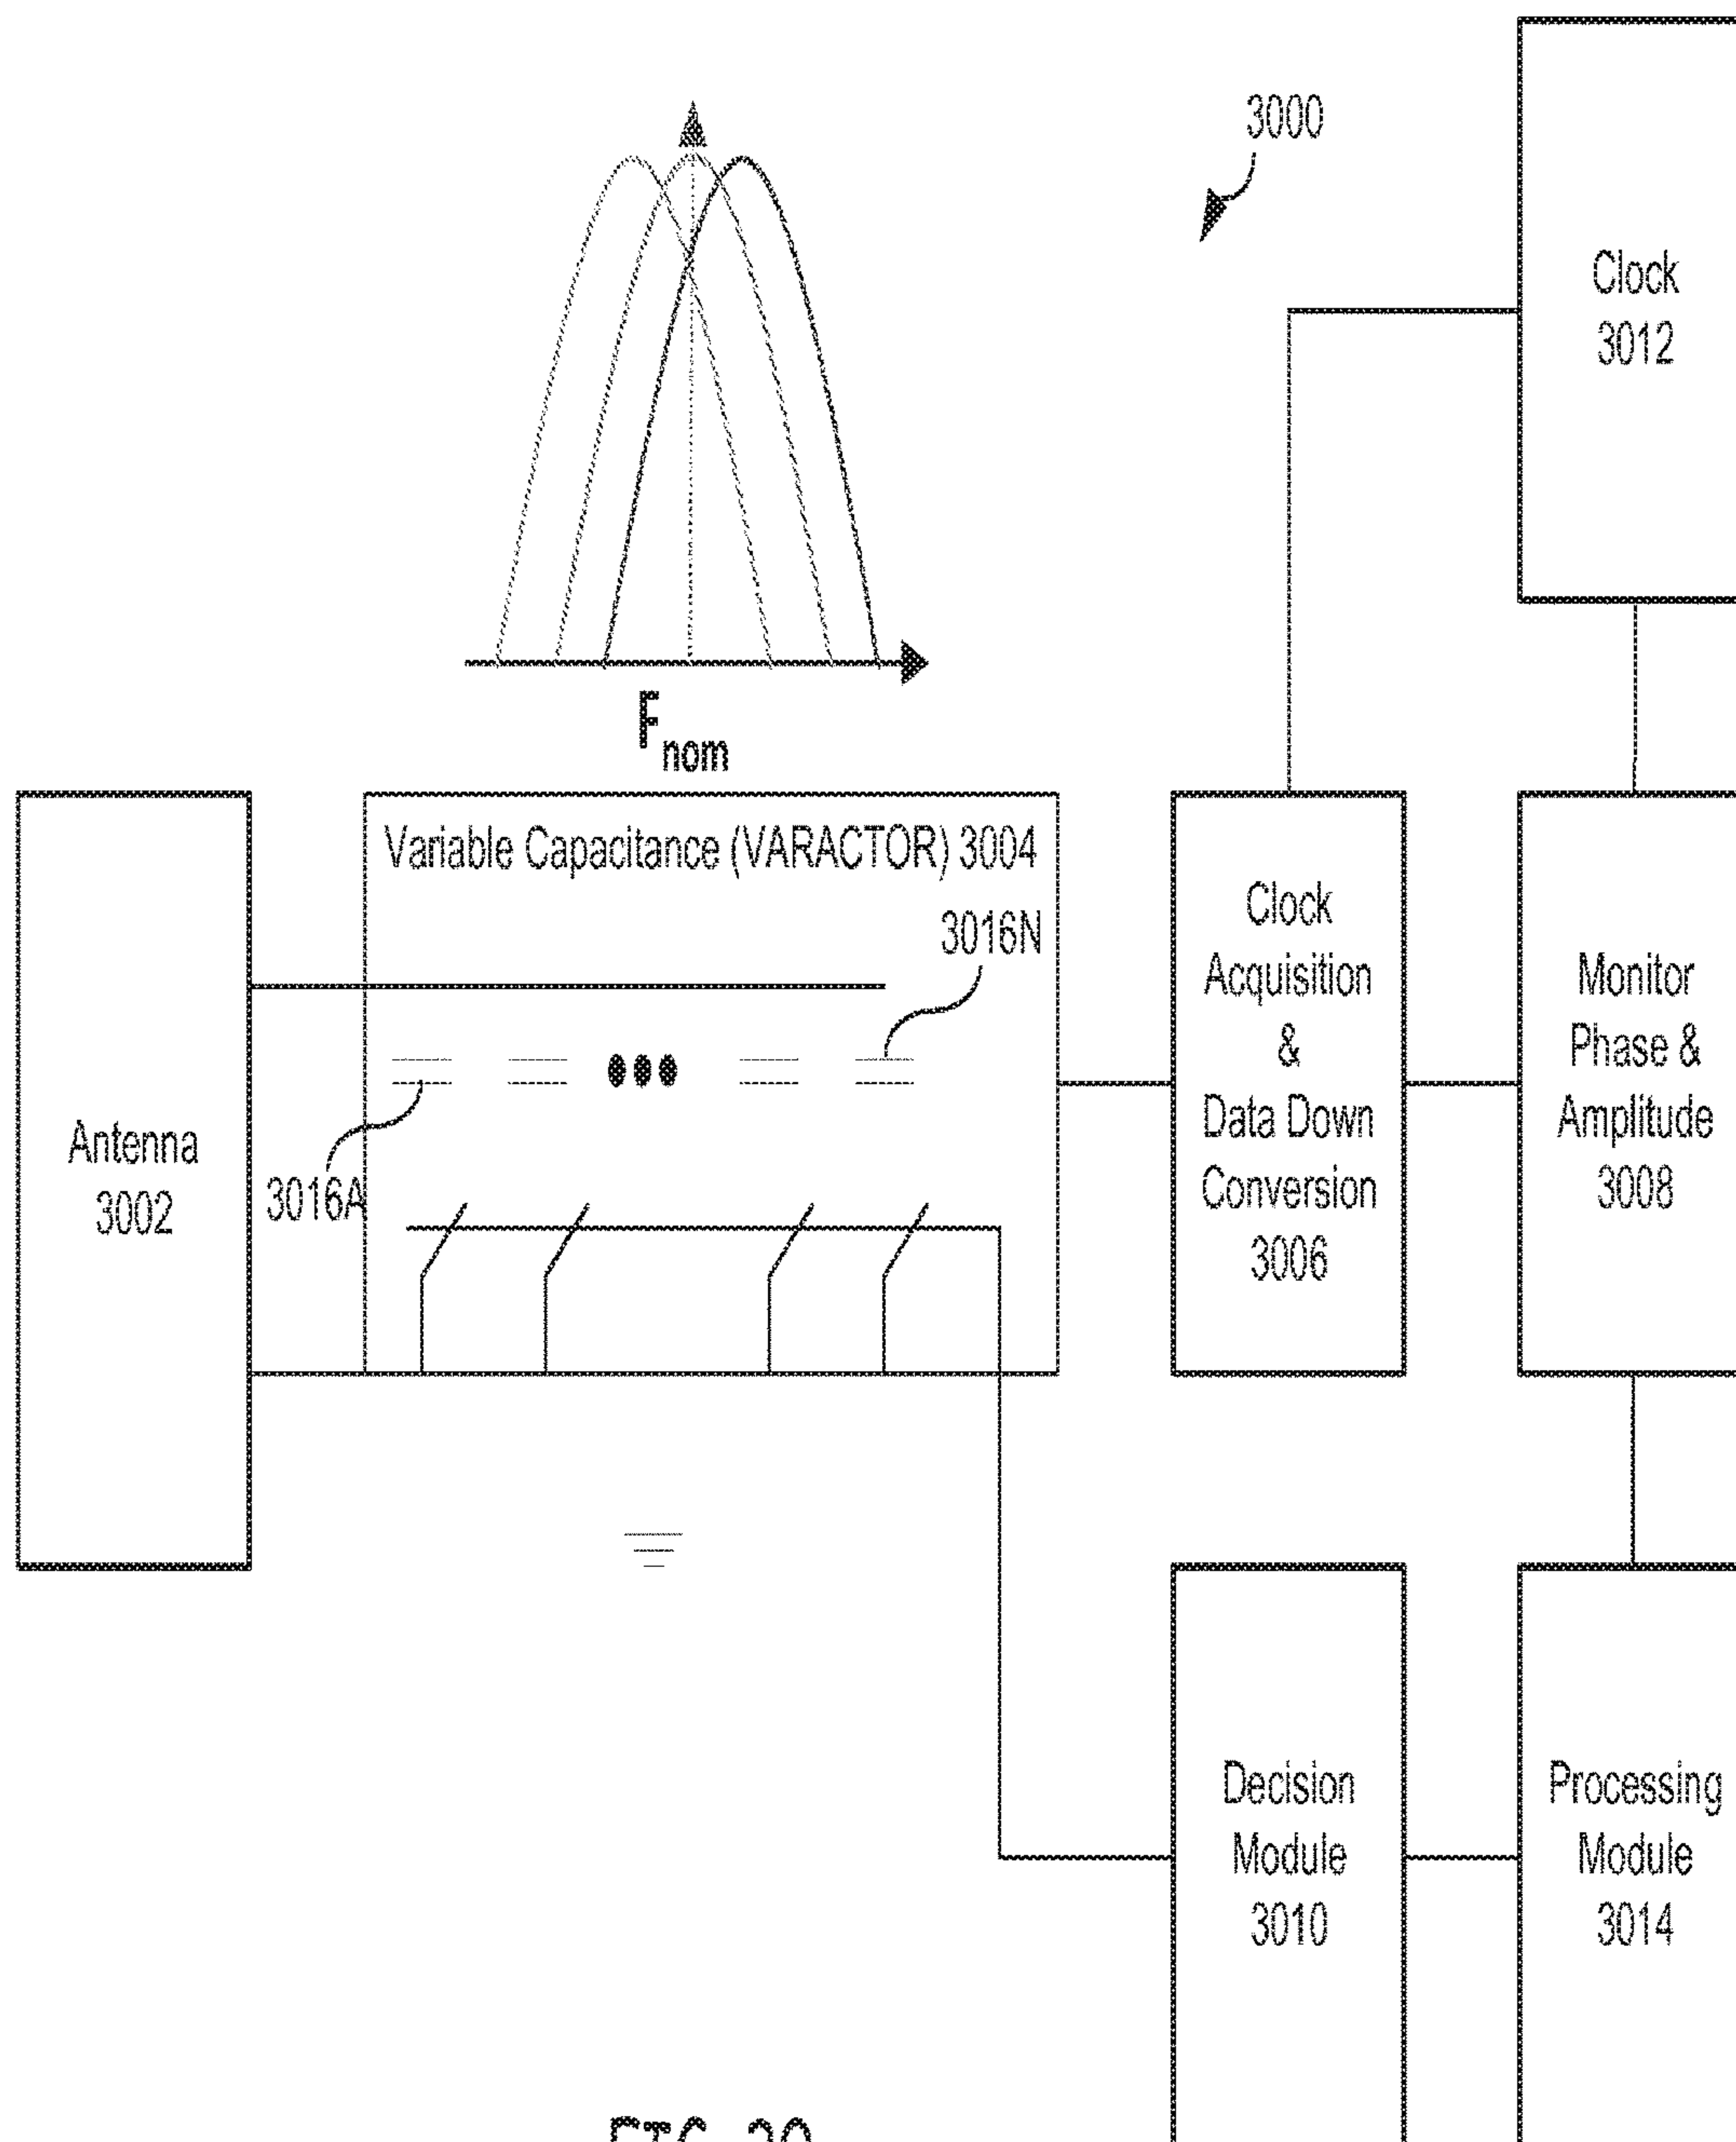 3000
Clock
3012
Fnom
Variable Capacitance (VARACTOR) 3004
3016N
3016A
Antenna
3002
Clock
Acquisition
&
Data Down
Conversion
3006
Monitor
Phase &
Amplitude
3008
Decision
Module
3010
Processing
Module
3014